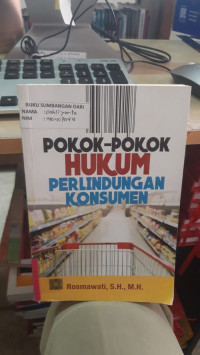 BUKU SUMBANGAN DARI
NAMA :
NIM :
POKOK-POKOK
HUKUM
PERLINDUNGAN
KONSUMEN
Rosmawati, S.H., M.H.